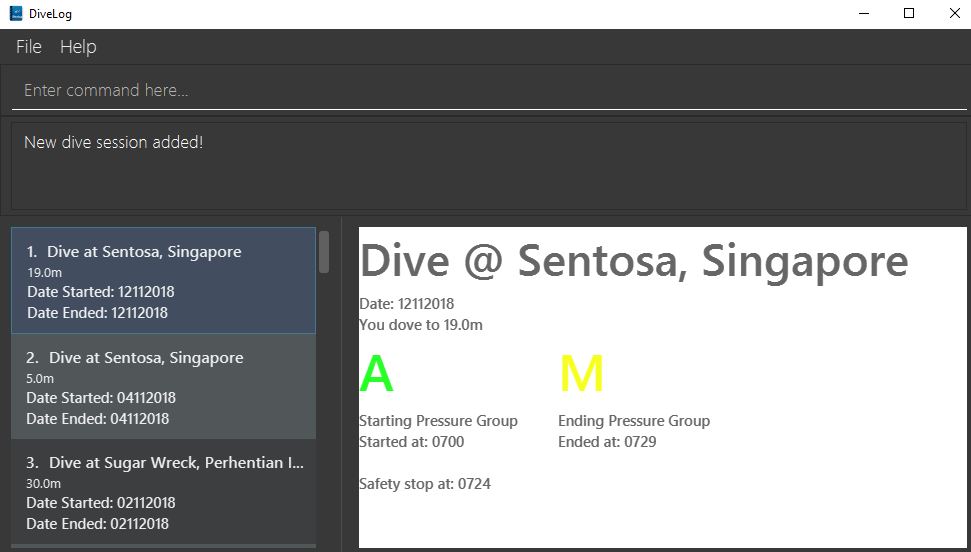 DiveLog
File Help
Enter command here...
New dive session added!
1. Dive at Sentosa, Singapore
19.0m
Date Started: 12112018
Date Ended: 12112018
2. Dive at Sentosa, Singapore
5.0m
Date Started: 04112018
Date Ended: 04112018
3. Dive at Sugar Wreck, Perhentian I...
30.0m
Date Started: 02112018
Date Ended: 02112018
Dive @ Sentosa, Singapore
Date: 12112018
You dove to 19.0m
A M
Starting Pressure Group Ending Pressure Group
Started at: 0700 Ended at: 0729
Safety stop at: 0724